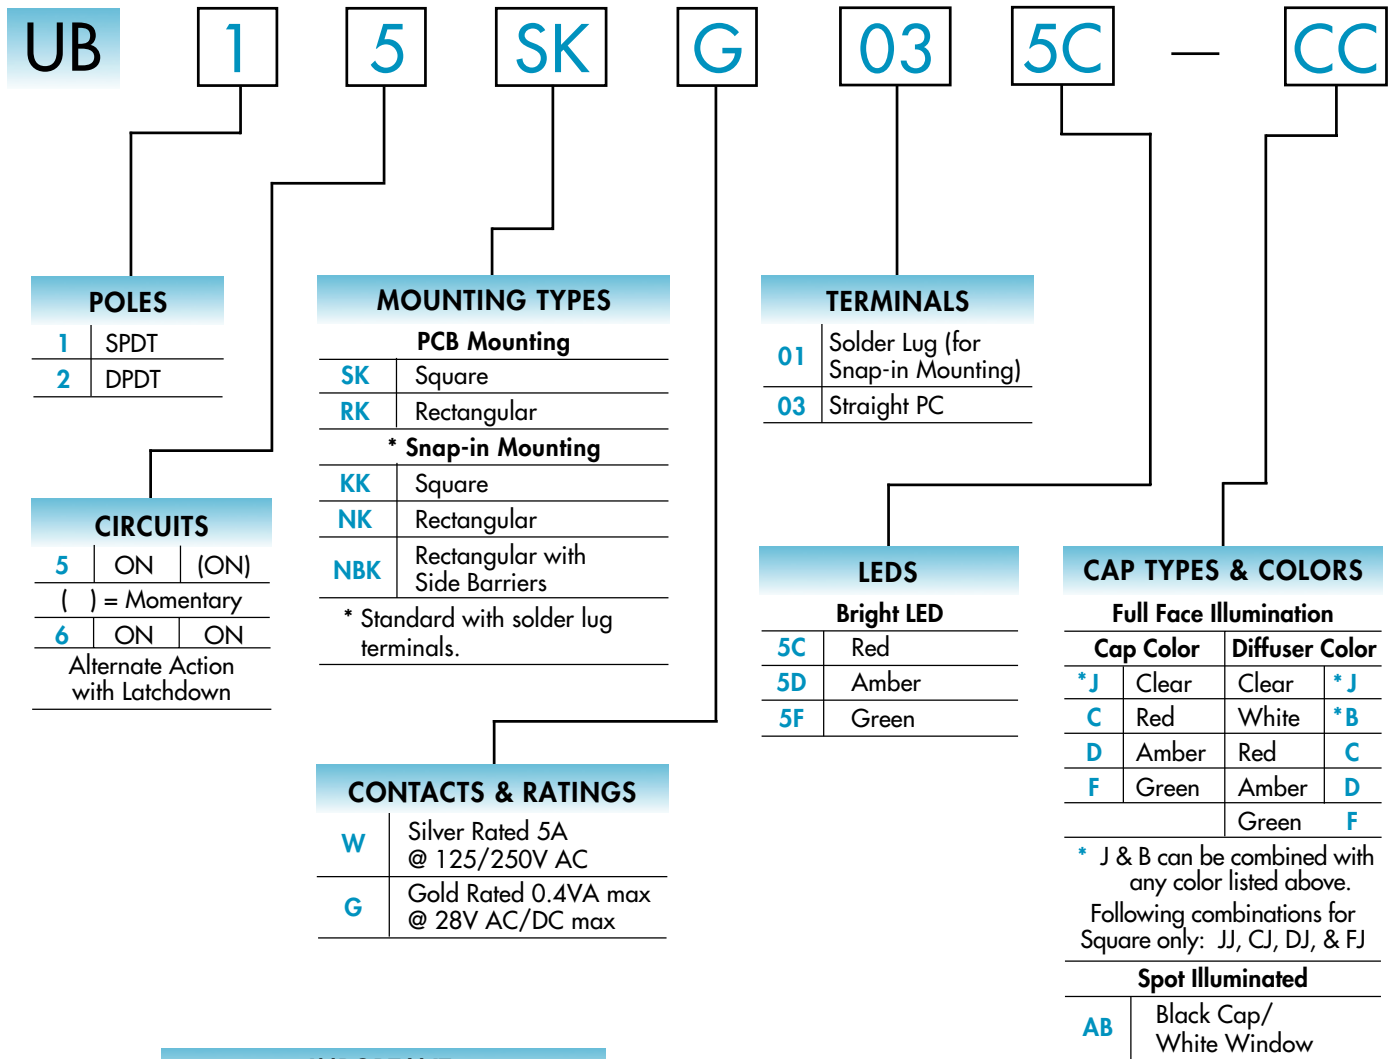 UB 1 5 SK G 03 5C — CC
POLES
1 SPDT
2 DPDT
CIRCUITS
5 ON (ON)
( ) = Momentary
6 ON ON
Alternate Action
with Latchdown
MOUNTING TYPES
PCB Mounting
SK Square
RK Rectangular
* Snap-in Mounting
KK Square
NK Rectangular
NBK Rectangular with
Side Barriers
* Standard with solder lug
terminals.
CONTACTS & RATINGS
W Silver Rated 5A
@ 125/250V AC
G Gold Rated 0.4VA max
@ 28V AC/DC max
TERMINALS
01 Solder Lug (for
Snap-in Mounting)
03 Straight PC
LEDS
Bright LED
5C Red
5D Amber
5F Green
CAP TYPES & COLORS
Full Face Illumination
Cap Color Diffuser Color
*J Clear Clear *J
C Red White *B
D Amber Red C
F Green Amber D
Green F
* J & B can be combined with
any color listed above.
Following combinations for
Square only: JJ, CJ, DJ, & FJ
Spot Illuminated
AB Black Cap/
White Window